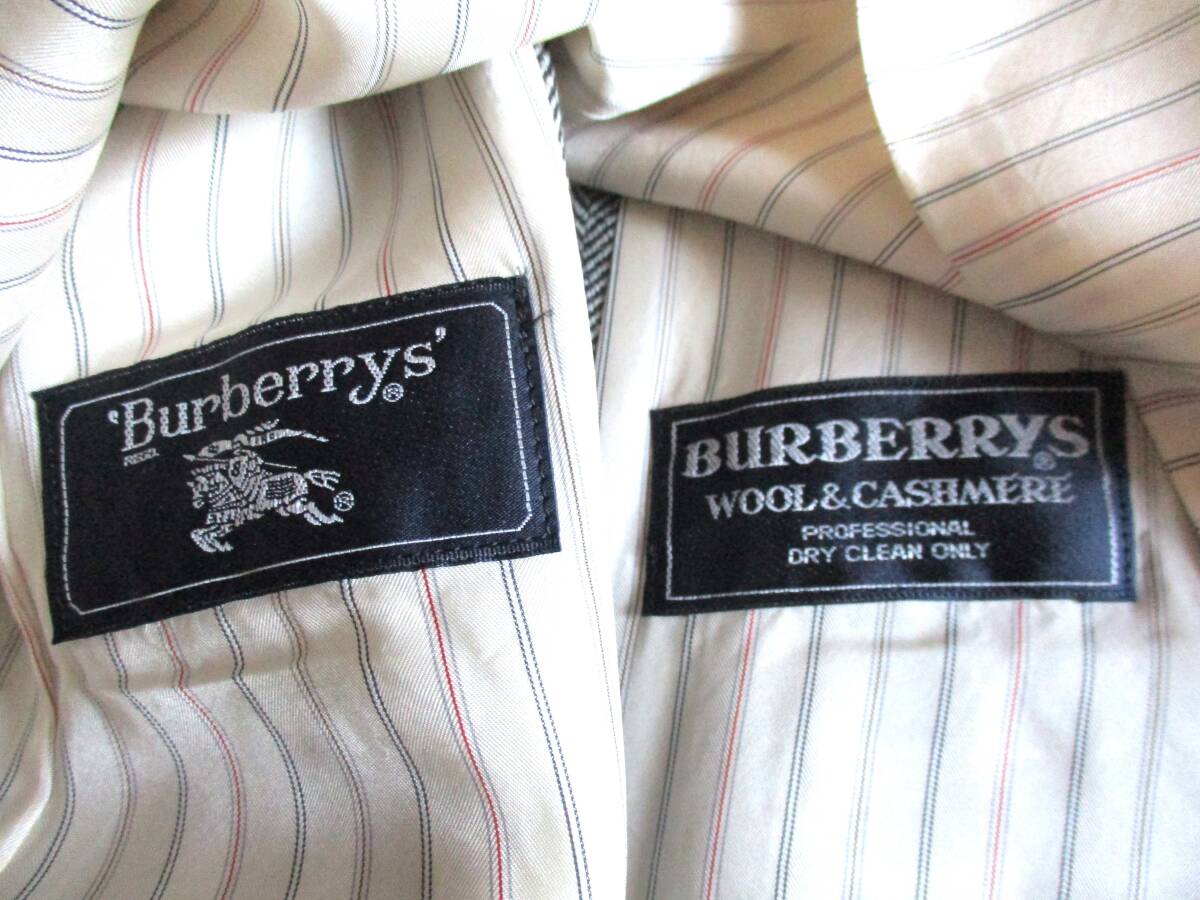 'Burberrys'®
REGD.
®
BURBERRYS®
WOOL&CASHMERE
PROFESSIONAL
DRY CLEAN ONLY